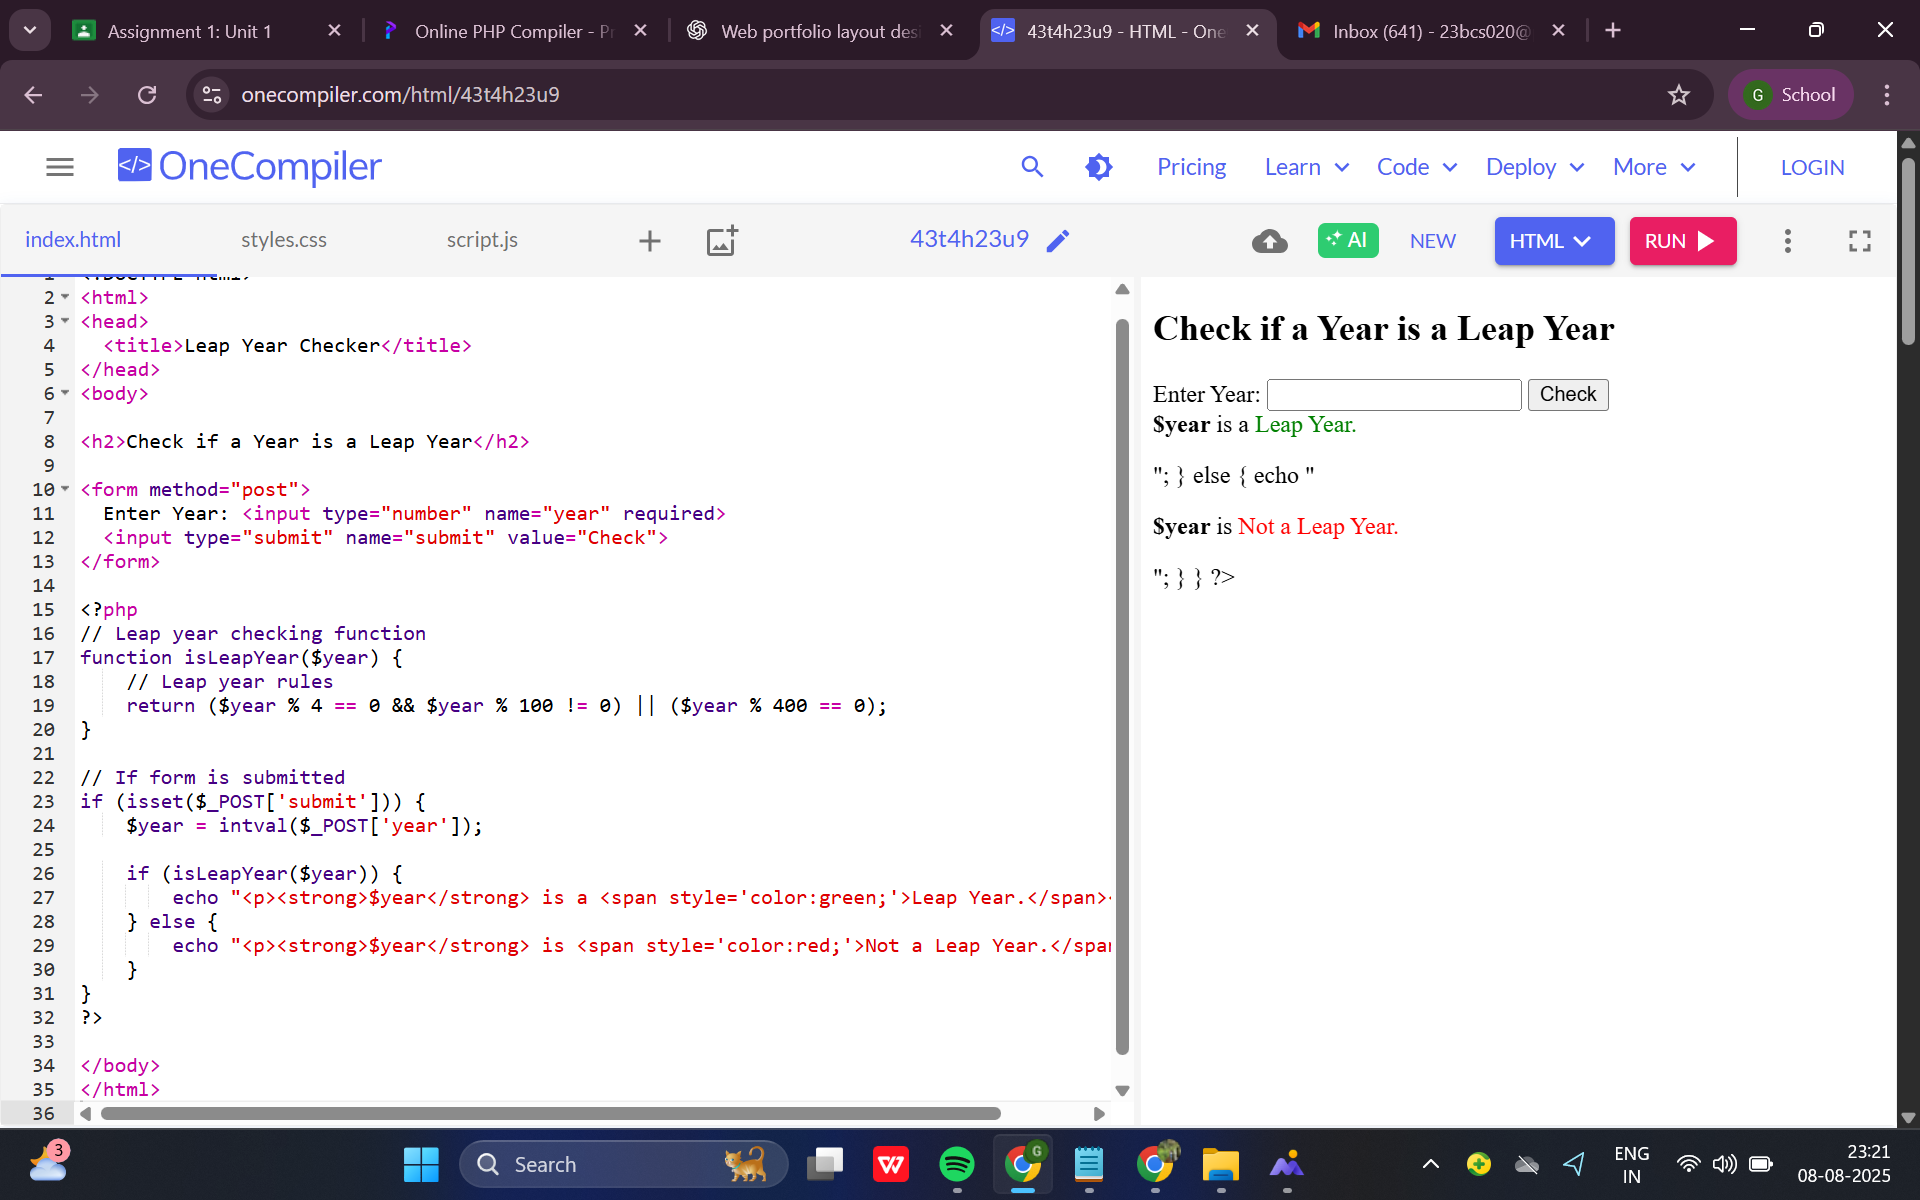 Assignment 1: Unit 1
Online PHP Compiler - Pr
Web portfolio layout desi
43t4h23u9 - HTML - One
Inbox (641) - 23bcs020@
onecompiler.com/html/43t4h23u9
G School
</> OneCompiler
Pricing Learn Code Deploy More LOGIN
index.html styles.css script.js 43t4h23u9 AI NEW HTML RUN
1 <!DOCTYPE html>
2 <html>
3 <head>
4 <title>Leap Year Checker</title>
5 </head>
6 <body>
7
8 <h2>Check if a Year is a Leap Year</h2>
9
10 <form method="post">
11 Enter Year: <input type="number" name="year" required>
12 <input type="submit" name="submit" value="Check">
13 </form>
14
15 <?php
16 // Leap year checking function
17 function isLeapYear($year) {
18 // Leap year rules
19 return ($year % 4 == 0 && $year % 100 != 0) || ($year % 400 == 0);
20 }
21
22 // If form is submitted
23 if (isset($_POST['submit'])) {
24 $year = intval($_POST['year']);
25
26 if (isLeapYear($year)) {
27 echo "<p><strong>$year</strong> is a <span style='color:green;'>Leap Year.</span>
28 } else {
29 echo "<p><strong>$year</strong> is <span style='color:red;'>Not a Leap Year.</span
30 }
31 }
32 ?>
33
34 </body>
35 </html>
36
Check if a Year is a Leap Year
Enter Year: Check
$year is a Leap Year.
"; } else { echo "
$year is Not a Leap Year.
"; } } ?>
3
Search
G
ENG
IN
23:21
08-08-2025